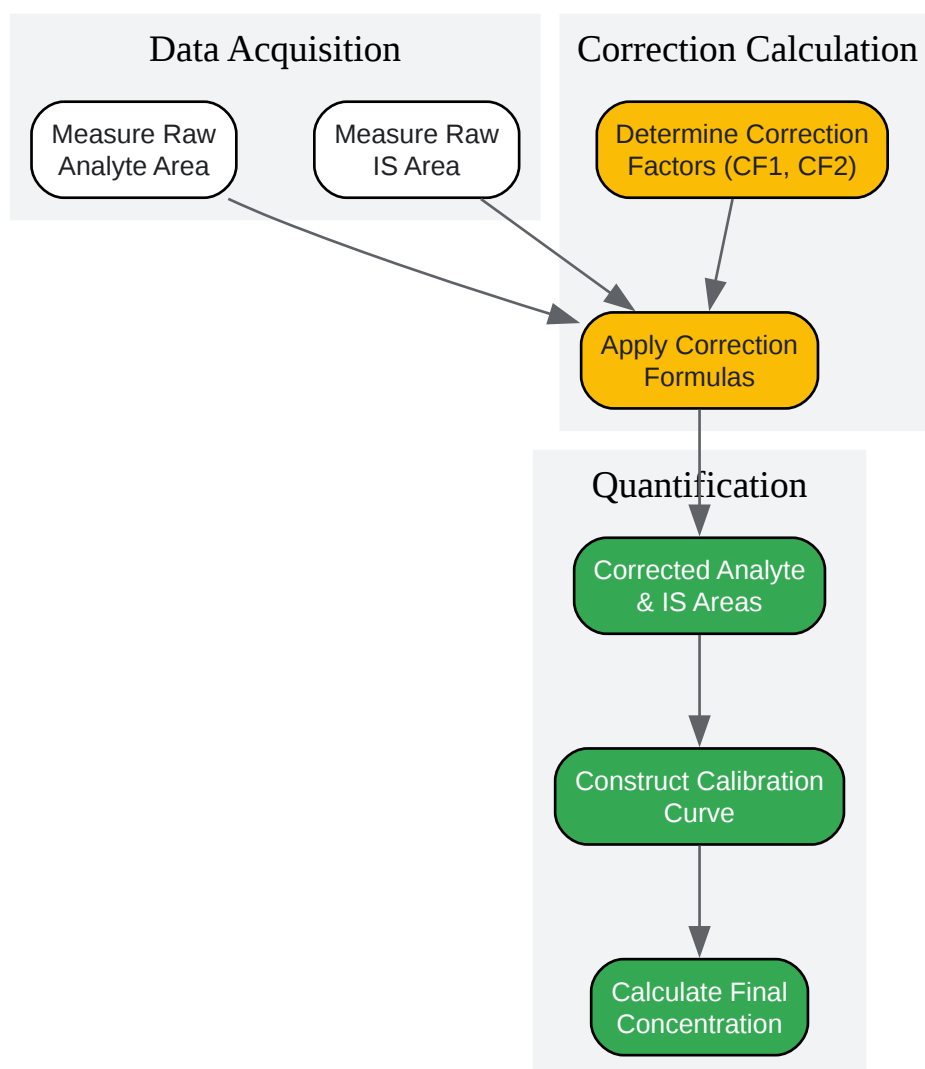 Data Acquisition
Correction Calculation
Measure Raw
Analyte Area
Measure Raw
IS Area
Determine Correction
Factors (CF1, CF2)
Apply Correction
Formulas
Quantification
Corrected Analyte
& IS Areas
Construct Calibration
Curve
Calculate Final
Concentration